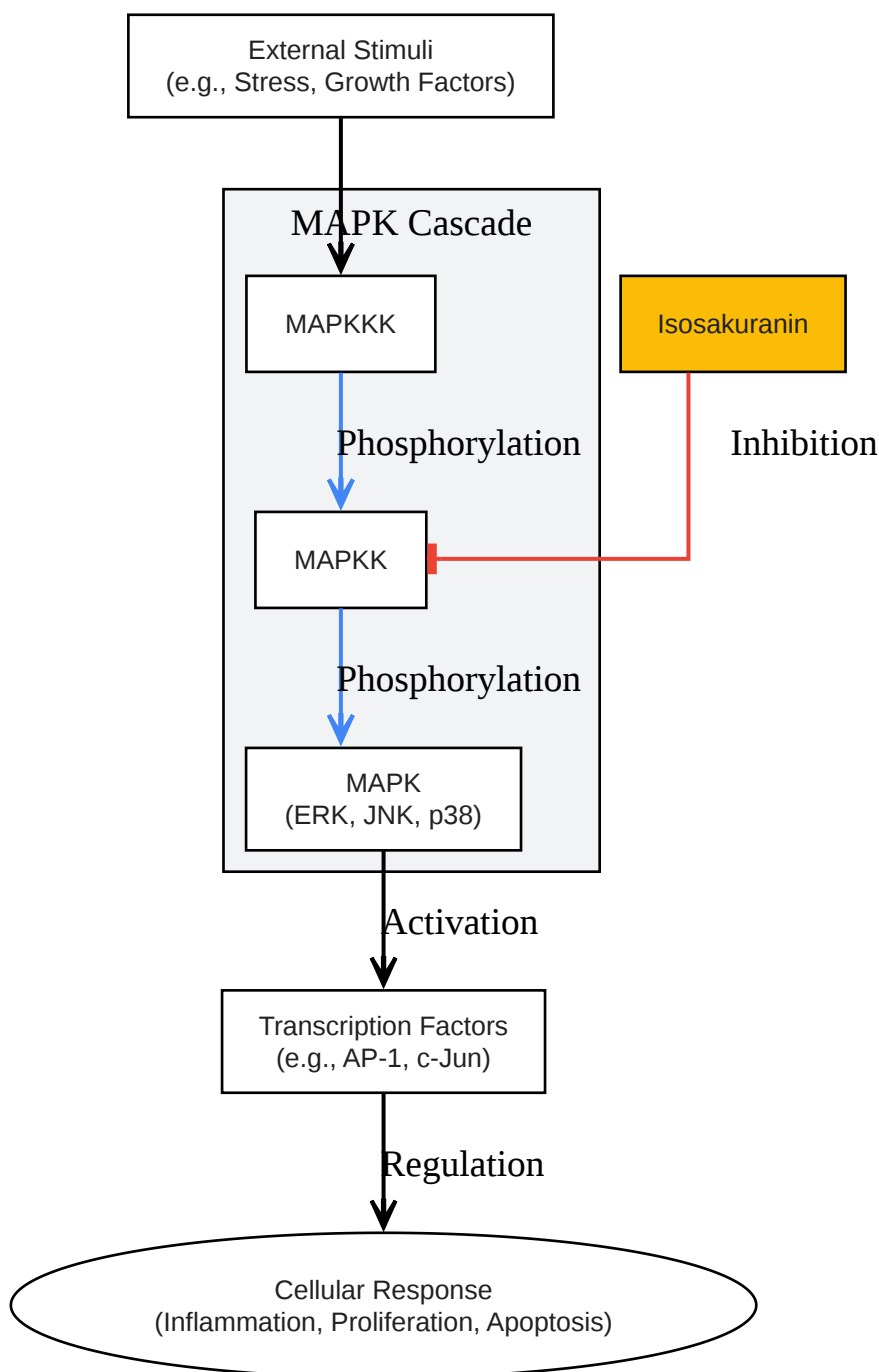 External Stimuli
(e.g., Stress, Growth Factors)
MAPK Cascade
MAPKKK
Isosakuranin
Phosphorylation
Inhibition
MAPKK
Phosphorylation
MAPK
(ERK, JNK, p38)
Activation
Transcription Factors
(e.g., AP-1, c-Jun)
Regulation
Cellular Response
(Inflammation, Proliferation, Apoptosis)